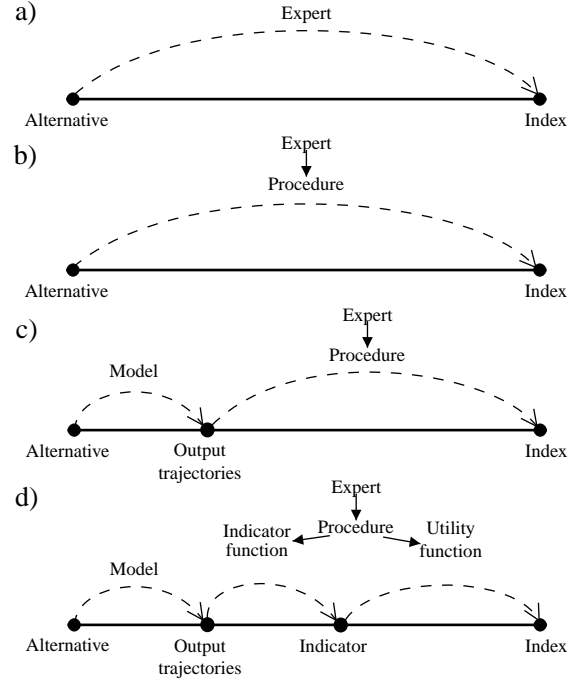 a)
Expert
Alternative
Index
b)
Expert
Procedure
Alternative
Index
c)
Expert
Procedure
Model
Alternative
Output
trajectories
Index
d)
Expert
Procedure
Indicator
function
Utility
function
Model
Alternative
Output
trajectories
Indicator
Index